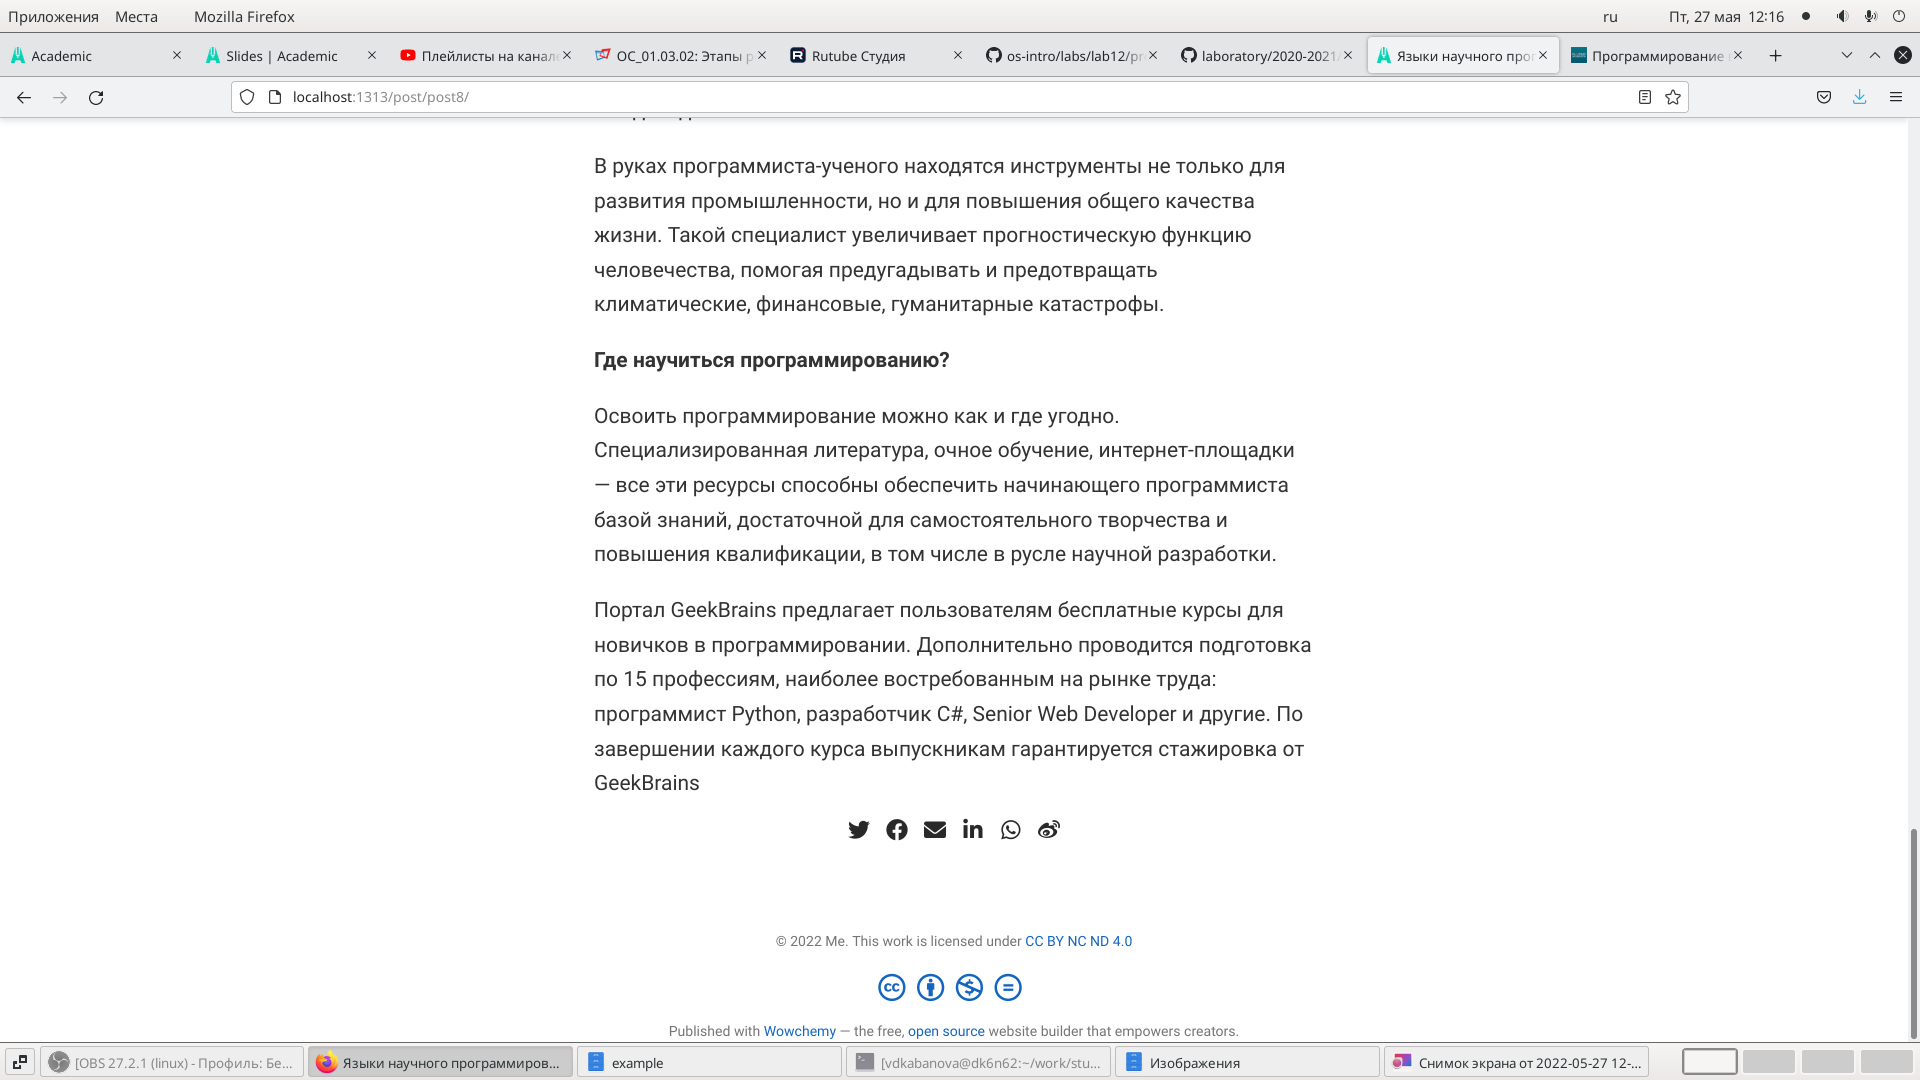 Приложения Места Mozilla Firefox ru Пт, 27 мая 12:16
Academic Slides | Academic Плейлисты на канале ОС_01.03.02: Этапы р Rutube Студия os-intro/labs/lab12/pr laboratory/2020-2021/ Языки научного прог Программирование
localhost:1313/post/post8/
В руках программиста-ученого находятся инструменты не только для
развития промышленности, но и для повышения общего качества
жизни. Такой специалист увеличивает прогностическую функцию
человечества, помогая предугадывать и предотвращать
климатические, финансовые, гуманитарные катастрофы.
Где научиться программированию?
Освоить программирование можно как и где угодно.
Специализированная литература, очное обучение, интернет-площадки
— все эти ресурсы способны обеспечить начинающего программиста
базой знаний, достаточной для самостоятельного творчества и
повышения квалификации, в том числе в русле научной разработки.
Портал GeekBrains предлагает пользователям бесплатные курсы для
новичков в программировании. Дополнительно проводится подготовка
по 15 профессиям, наиболее востребованным на рынке труда:
программист Python, разработчик C#, Senior Web Developer и другие. По
завершении каждого курса выпускникам гарантируется стажировка от
GeekBrains
© 2022 Me. This work is licensed under CC BY NC ND 4.0
Published with Wowchemy — the free, open source website builder that empowers creators.
[OBS 27.2.1 (linux) - Профиль: Бе... Языки научного программиров... example [vdkabanova@dk6n62:~/work/stu... Изображения Снимок экрана от 2022-05-27 12-...